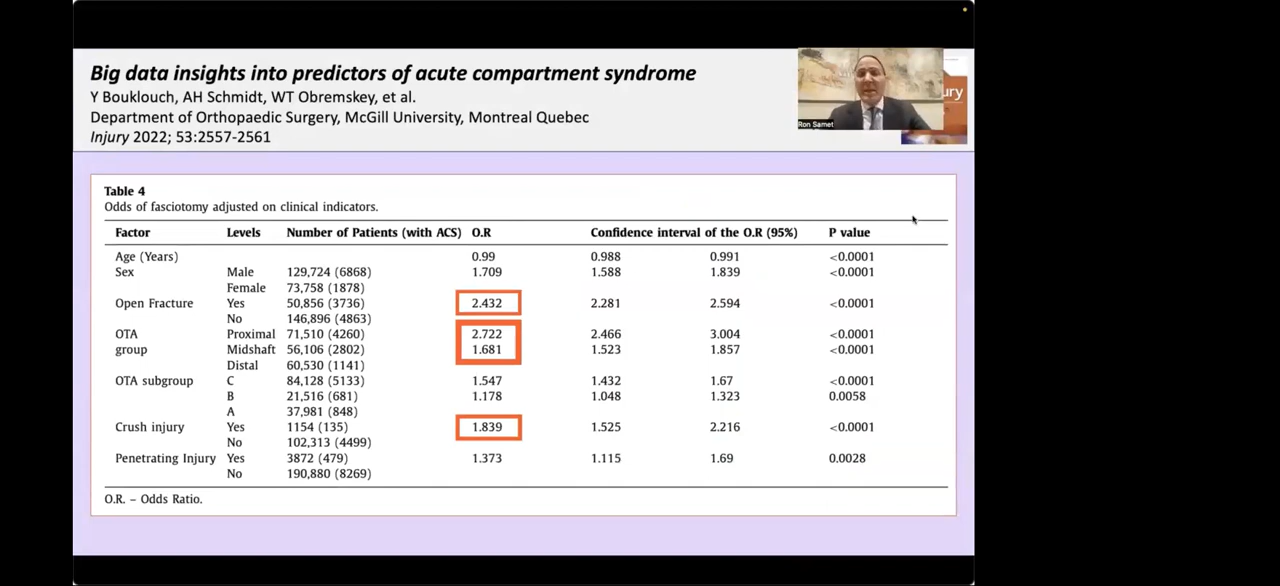 Big data insights into predictors of acute compartment syndrome
Y Bouklouch, AH Schmidt, WT Obremskey, et al.
Department of Orthopaedic Surgery, McGill University, Montreal Quebec
Injury 2022; 53:2557-2561
ury
Ron Samet
Table 4
Odds of fasciotomy adjusted on clinical indicators.
Factor Levels Number of Patients (with ACS) O.R Confidence interval of the O.R (95%) P value
Age (Years) 0.99 0.988 0.991 <0.0001
Sex Male 129,724 (6868) 1.709 1.588 1.839 <0.0001
Female 73,758 (1878)
Open Fracture Yes 50,856 (3736) 2.432 2.281 2.594 <0.0001
No 146,896 (4863)
OTA Proximal 71,510 (4260) 2.722 2.466 3.004 <0.0001
group Midshaft 56,106 (2802) 1.681 1.523 1.857 <0.0001
Distal 60,530 (1141)
OTA subgroup C 84,128 (5133) 1.547 1.432 1.67 <0.0001
B 21,516 (681) 1.178 1.048 1.323 0.0058
A 37,981 (848)
Crush injury Yes 1154 (135) 1.839 1.525 2.216 <0.0001
No 102,313 (4499)
Penetrating Injury Yes 3872 (479) 1.373 1.115 1.69 0.0028
No 190,880 (8269)
O.R. – Odds Ratio.